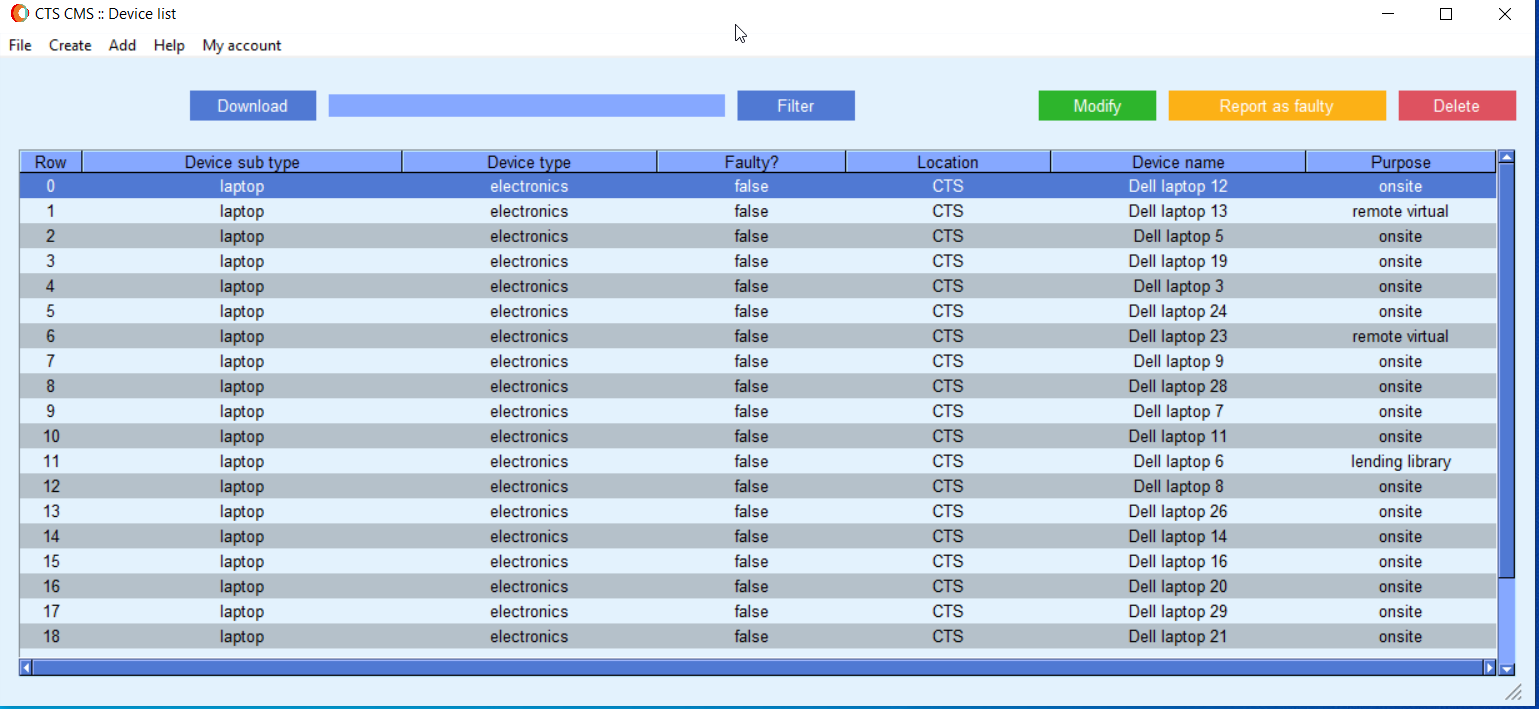 CTS CMS :: Device list
File Create Add Help My account
Download Filter Modify Report as faulty Delete
Row Device sub type Device type Faulty? Location Device name Purpose
0 laptop electronics false CTS Dell laptop 12 onsite
1 laptop electronics false CTS Dell laptop 13 remote virtual
2 laptop electronics false CTS Dell laptop 5 onsite
3 laptop electronics false CTS Dell laptop 19 onsite
4 laptop electronics false CTS Dell laptop 3 onsite
5 laptop electronics false CTS Dell laptop 24 onsite
6 laptop electronics false CTS Dell laptop 23 remote virtual
7 laptop electronics false CTS Dell laptop 9 onsite
8 laptop electronics false CTS Dell laptop 28 onsite
9 laptop electronics false CTS Dell laptop 7 onsite
10 laptop electronics false CTS Dell laptop 11 onsite
11 laptop electronics false CTS Dell laptop 6 lending library
12 laptop electronics false CTS Dell laptop 8 onsite
13 laptop electronics false CTS Dell laptop 26 onsite
14 laptop electronics false CTS Dell laptop 14 onsite
15 laptop electronics false CTS Dell laptop 16 onsite
16 laptop electronics false CTS Dell laptop 20 onsite
17 laptop electronics false CTS Dell laptop 29 onsite
18 laptop electronics false CTS Dell laptop 21 onsite